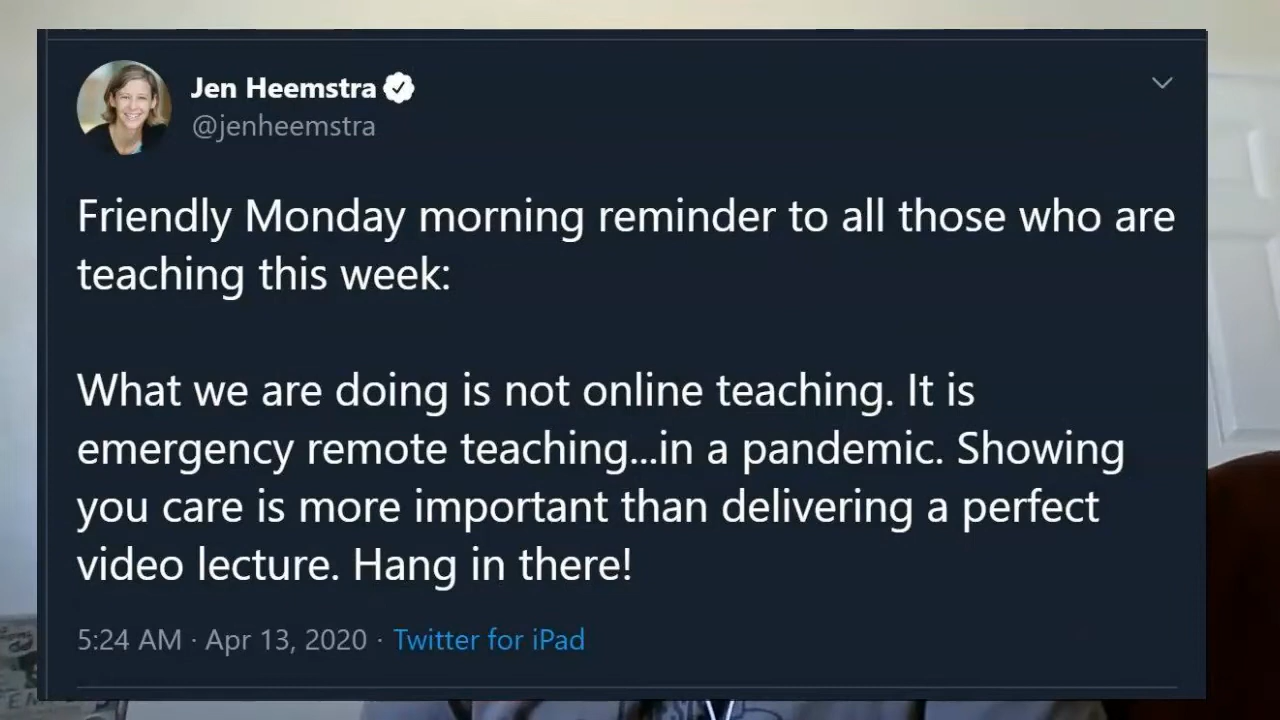 Jen Heemstra
@jenheemstra
Friendly Monday morning reminder to all those who are
teaching this week:
What we are doing is not online teaching. It is
emergency remote teaching...in a pandemic. Showing
you care is more important than delivering a perfect
video lecture. Hang in there!
5:24 AM · Apr 13, 2020 · Twitter for iPad